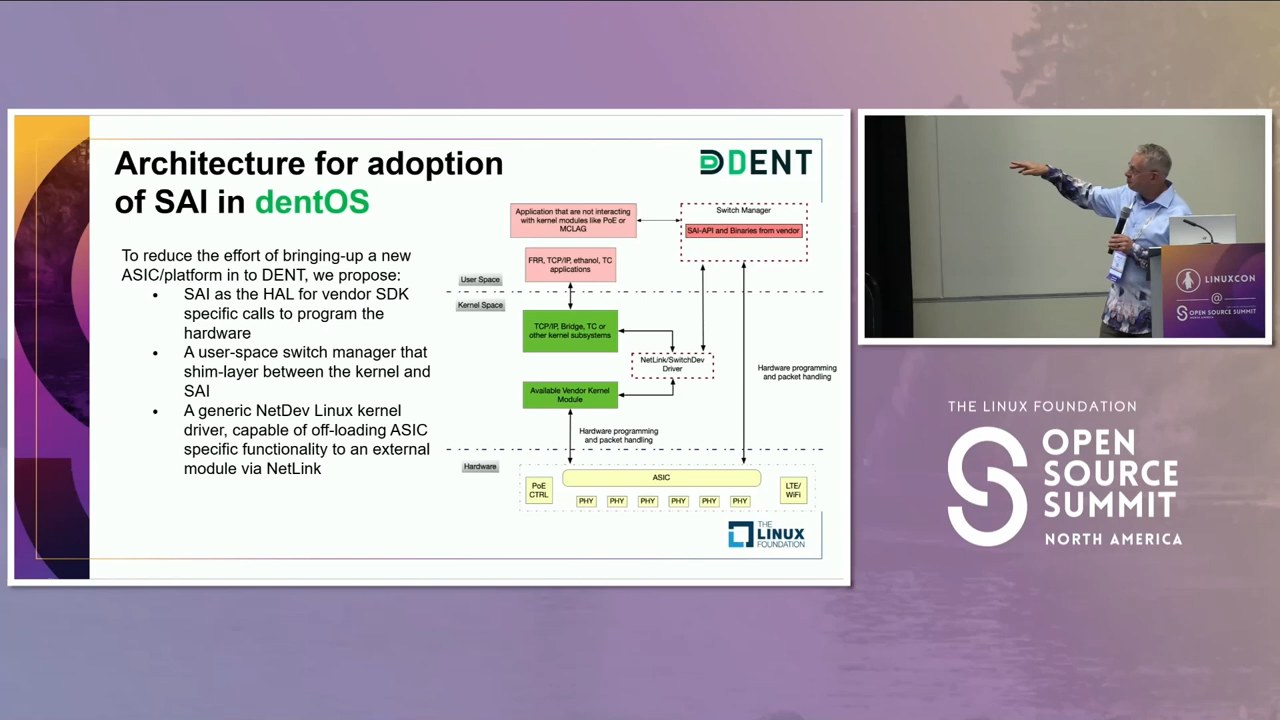 Architecture for adoption
of SAI in dentOS
DENT
To reduce the effort of bringing-up a new
ASIC/platform in to DENT, we propose:
• SAI as the HAL for vendor SDK
specific calls to program the
hardware
• A user-space switch manager that
shim-layer between the kernel and
SAI
• A generic NetDev Linux kernel
driver, capable of off-loading ASIC
specific functionality to an external
module via NetLink
Application that are not interacting
with kernel modules like PoE or
MCLAG
Switch Manager
SAI-API and Binaries from vendor
FRR, TCP/IP, ethanol, TC
applications
User Space
Kernel Space
TCP/IP, Bridge, TC or
other kernel subsystems
NetLink/SwitchDev
Driver
Hardware programming
and packet handling
Available Vendor Kernel
Module
Hardware programming
and packet handling
Hardware
PoE
CTRL
ASIC
LTE/
WiFi
PHY
PHY
PHY
PHY
PHY
PHY
THE
LINUX
FOUNDATION
LINUXCON
@
OPEN SOURCE SUMMIT
NORTH AMERICA
THE LINUX FOUNDATION
OPEN
SOURCE
SUMMIT
NORTH AMERICA